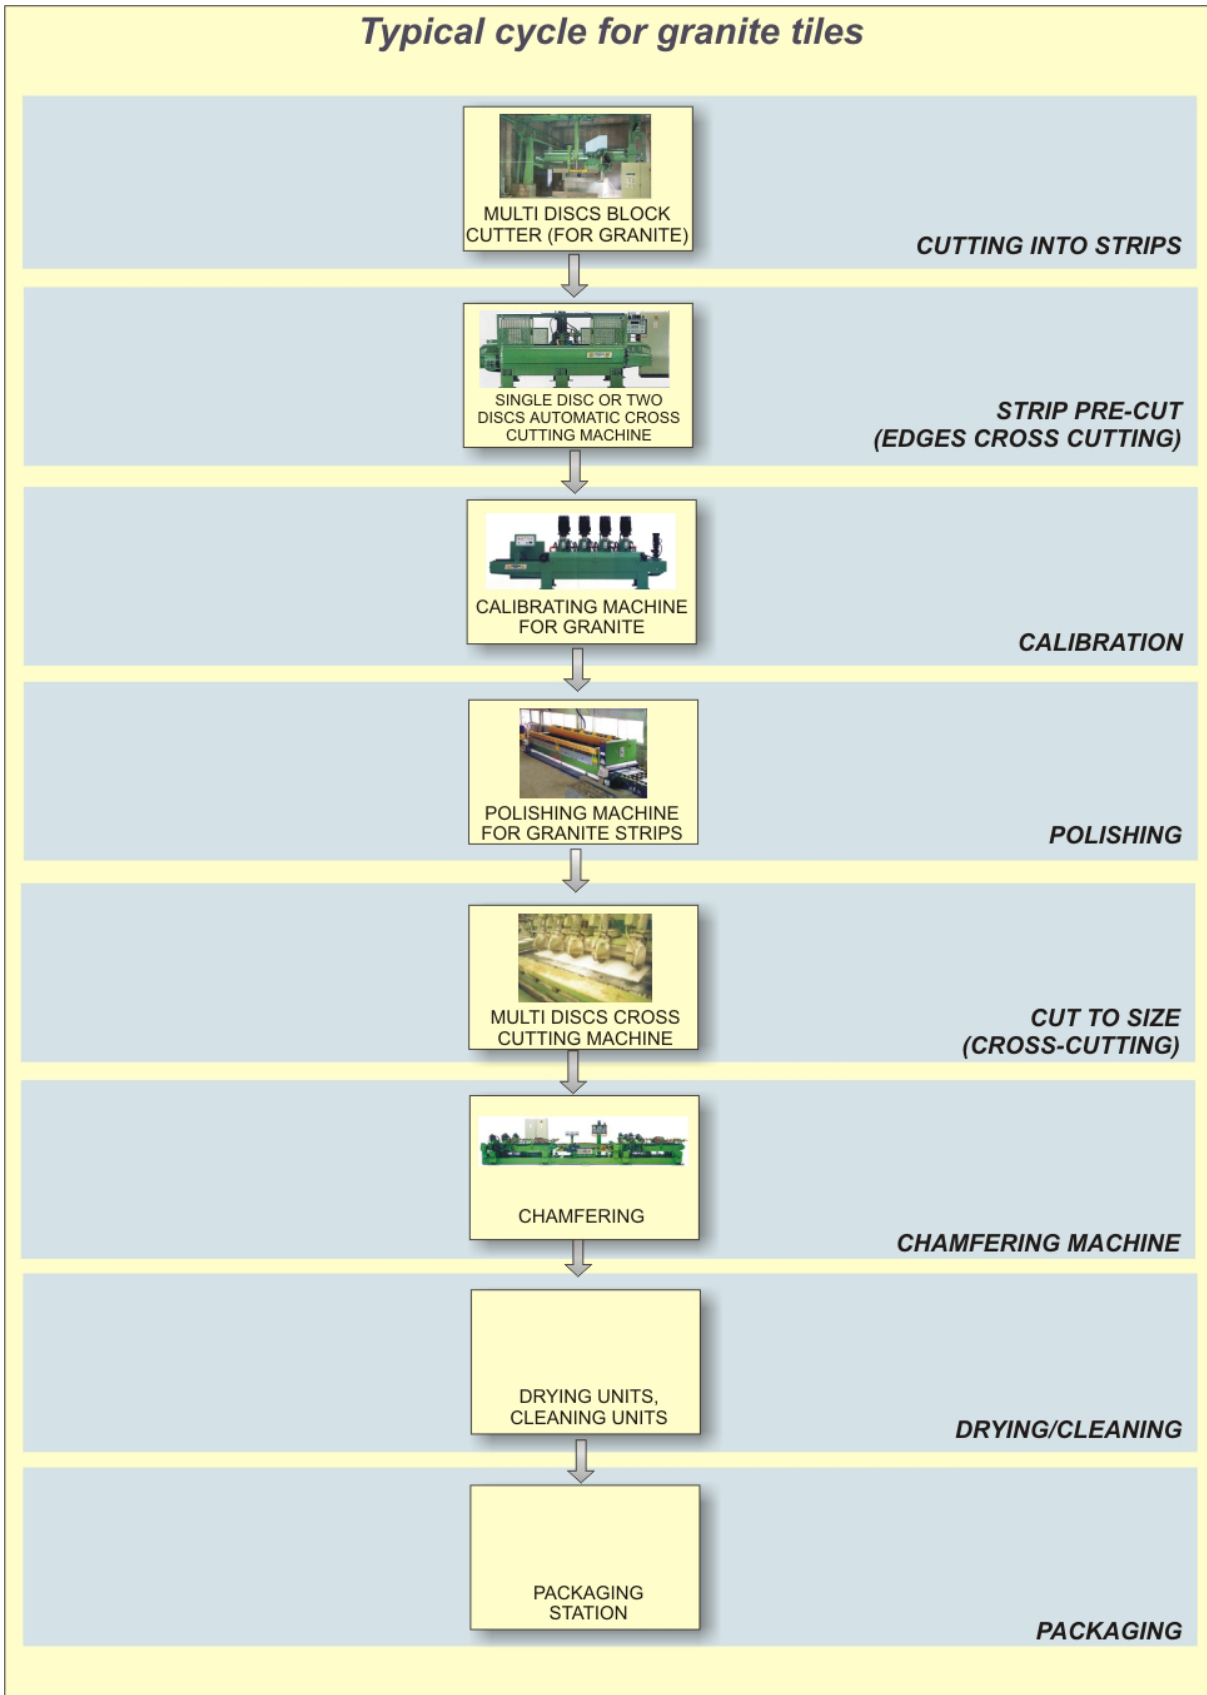 Typical cycle for granite tiles
MULTI DISCS BLOCK
CUTTER (FOR GRANITE)
CUTTING INTO STRIPS
SINGLE DISC OR TWO
DISCS AUTOMATIC CROSS
CUTTING MACHINE
STRIP PRE-CUT
(EDGES CROSS CUTTING)
CALIBRATING MACHINE
FOR GRANITE
CALIBRATION
POLISHING MACHINE
FOR GRANITE STRIPS
POLISHING
MULTI DISCS CROSS
CUTTING MACHINE
CUT TO SIZE
(CROSS-CUTTING)
CHAMFERING
CHAMFERING MACHINE
DRYING UNITS,
CLEANING UNITS
DRYING/CLEANING
PACKAGING
STATION
PACKAGING